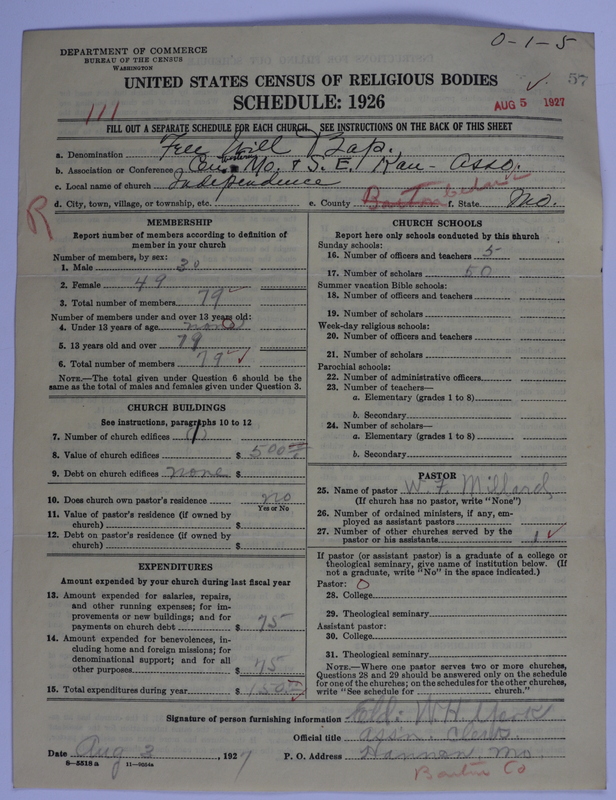 0-1-5
DEPARTMENT OF COMMERCE
BUREAU OF THE CENSUS
WASHINGTON
UNITED STATES CENSUS OF RELIGIOUS BODIES
57
SCHEDULE: 1926
AUG 5 1927
111
FILL OUT A SEPARATE SCHEDULE FOR EACH CHURCH. SEE INSTRUCTIONS ON THE BACK OF THIS SHEET
a. Denomination Free Will Bap.
b. Association or Conference Mo. & S. E. Kan - Asso.
c. Local name of church Independence
d. City, town, village, or township, etc. e. County Barton Cedar f. State Mo.
R
MEMBERSHIP
Report number of members according to definition of member in your church
Number of members, by sex:
1. Male 30
2. Female 49
3. Total number of members 79
Number of members under and over 13 years old:
4. Under 13 years of age none
5. 13 years old and over 79
6. Total number of members 79
NOTE.—The total given under Question 6 should be the same as the total of males and females given under Question 3.
CHURCH BUILDINGS
See instructions, paragraphs 10 to 12
7. Number of church edifices (1)
8. Value of church edifices $ 500
9. Debt on church edifices none $
10. Does church own pastor's residence no
Yes or No
11. Value of pastor's residence (if owned by church) $
12. Debt on pastor's residence (if owned by church) $
EXPENDITURES
Amount expended by your church during last fiscal year
13. Amount expended for salaries, repairs, and other running expenses; for improvements or new buildings; and for payments on church debt $ 75
14. Amount expended for benevolences, including home and foreign missions; for denominational support; and for all other purposes $ 75
15. Total expenditures during year $ 150
CHURCH SCHOOLS
Report here only schools conducted by this church
Sunday schools:
16. Number of officers and teachers 5
17. Number of scholars 50
Summer vacation Bible schools:
18. Number of officers and teachers
19. Number of scholars
Week-day religious schools:
20. Number of officers and teachers
21. Number of scholars
Parochial schools:
22. Number of administrative officers
23. Number of teachers—
a. Elementary (grades 1 to 8)
b. Secondary
24. Number of scholars—
a. Elementary (grades 1 to 8)
b. Secondary
PASTOR
25. Name of pastor W. F. Millard
(If church has no pastor, write "None")
26. Number of ordained ministers, if any, employed as assistant pastors
27. Number of other churches served by the pastor or his assistants 1
If pastor (or assistant pastor) is a graduate of a college or theological seminary, give name of institution below. (If not a graduate, write "No" in the space indicated.)
Pastor: 0
28. College
29. Theological seminary
Assistant pastor:
30. College
31. Theological seminary
NOTE.—Where one pastor serves two or more churches, Questions 28 and 29 should be answered only on the schedule for one of the churches; on the schedules for the other churches, write "See schedule for church."
Signature of person furnishing information Eld. W. H.
Official title Ass'n. Clerk
Date Aug 3, 1927
P. O. Address Hannon Mo.
8-5518 a 11-9224a
Barton Co